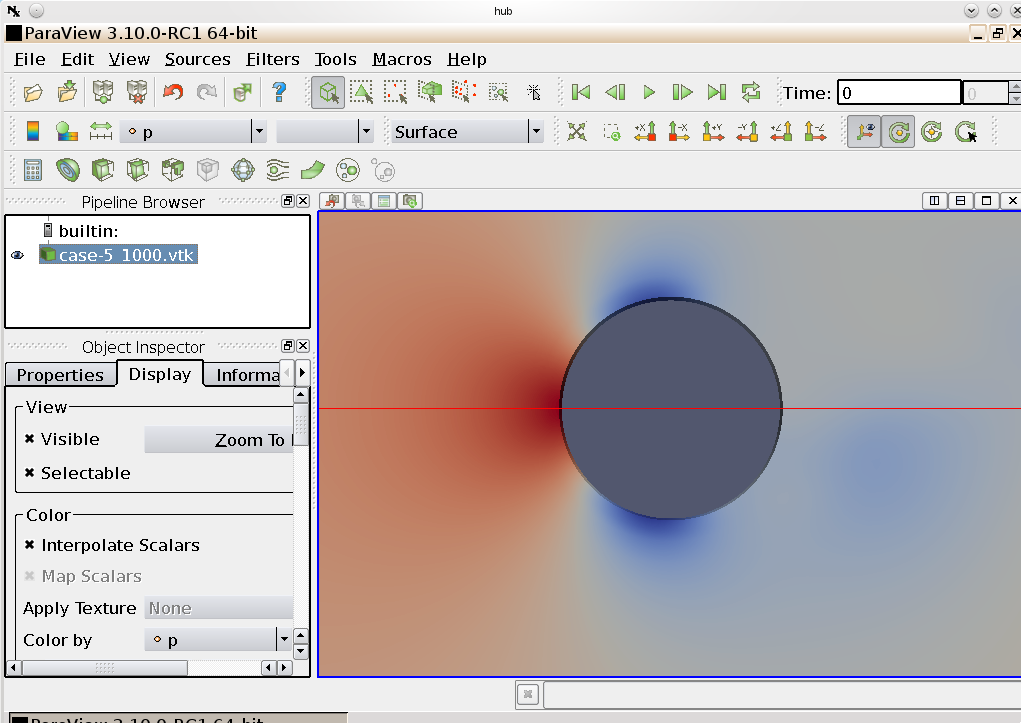 hub
ParaView 3.10.0-RC1 64-bit
File Edit View Sources Filters Tools Macros Help
Time: 0 0
p Surface
Pipeline Browser
builtin:
case-5_1000.vtk
Object Inspector
Properties Display Informa
View
Visible Zoom To
Selectable
Color
Interpolate Scalars
Map Scalars
Apply Texture None
Color by p
ParaView 3.10.0-RC1 64-bit